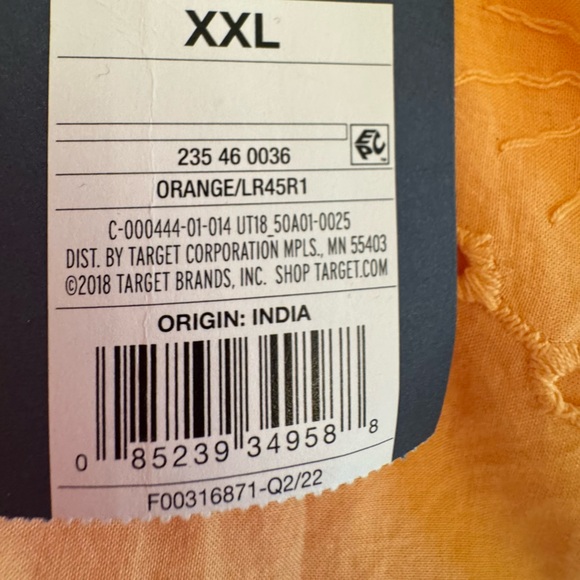 XXL
EPC
235 46 0036
ORANGE/LR45R1
C-000444-01-014 UT18_50A01-0025
DIST. BY TARGET CORPORATION MPLS., MN 55403
©2018 TARGET BRANDS, INC. SHOP TARGET.COM
ORIGIN: INDIA
0 85239 34958 8
F00316871-Q2/22